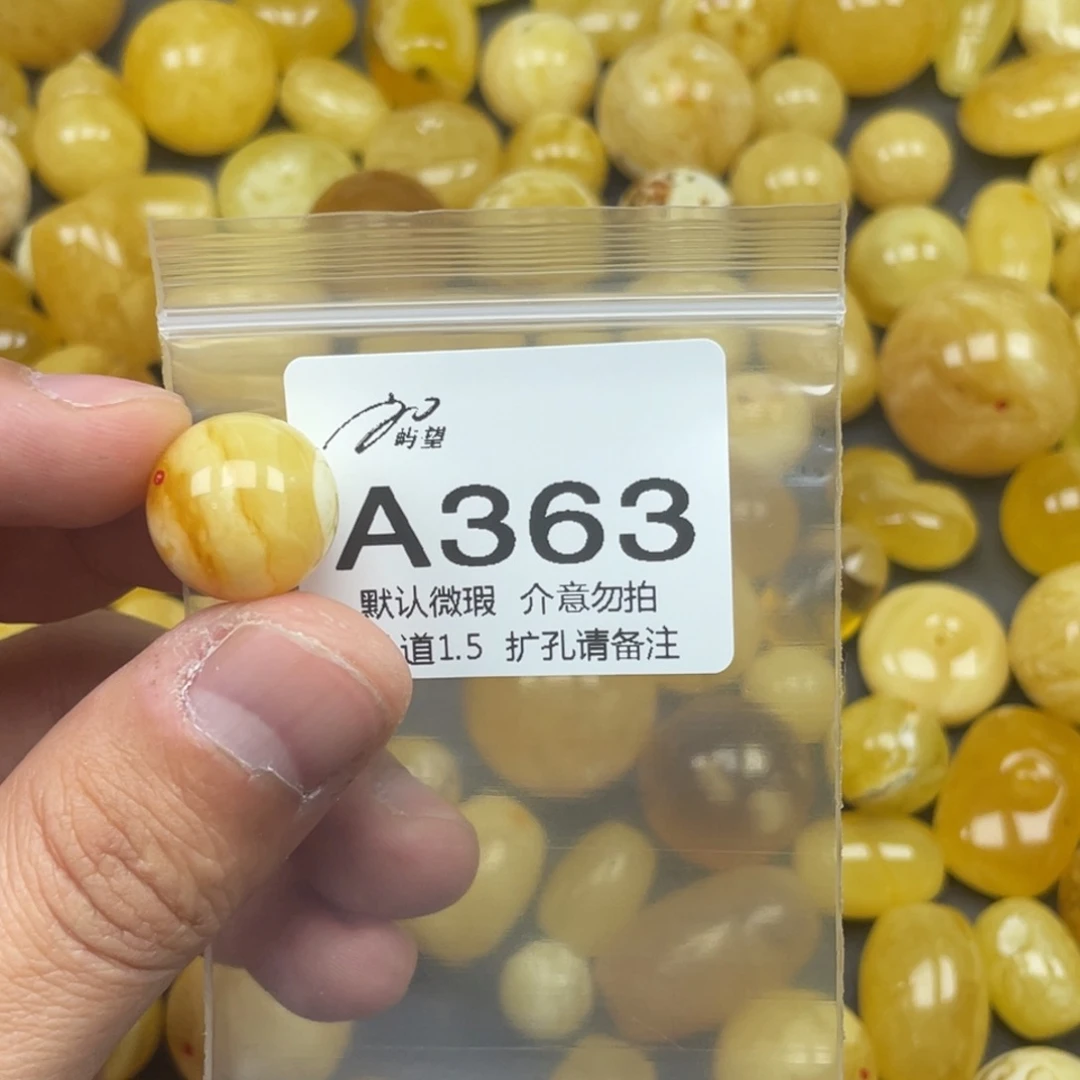 屿望
A363
默认微瑕 介意勿拍
道1.5 扩孔请备注